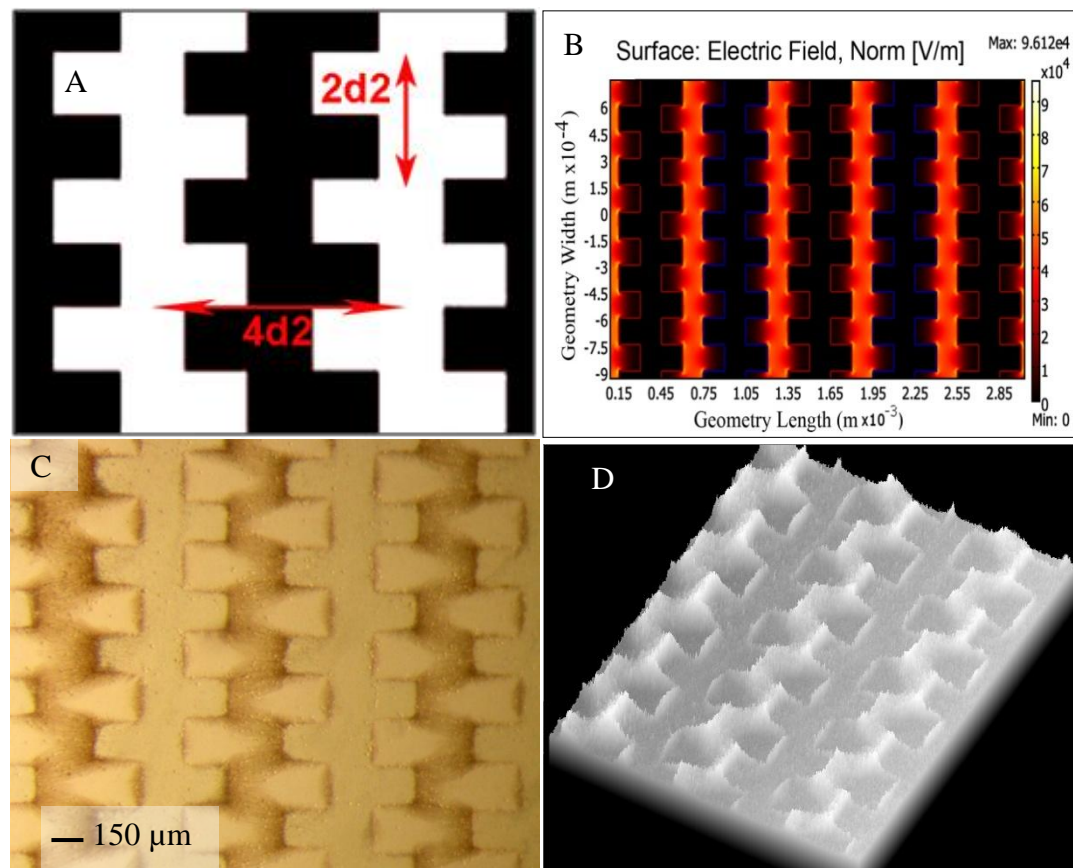 A
2d2
4d2
B
Surface: Electric Field, Norm [V/m]
Max: 9.612e4
x10⁴
9
8
7
6
5
4
3
2
1
0
Min: 0
Geometry Width (m x10⁻⁴)
6
4.5
3
1.5
0
-1.5
-3
-4.5
-6
-7.5
-9
0.15 0.45 0.75 1.05 1.35 1.65 1.95 2.25 2.55 2.85
Geometry Length (m x10⁻³)
C
150 µm
D